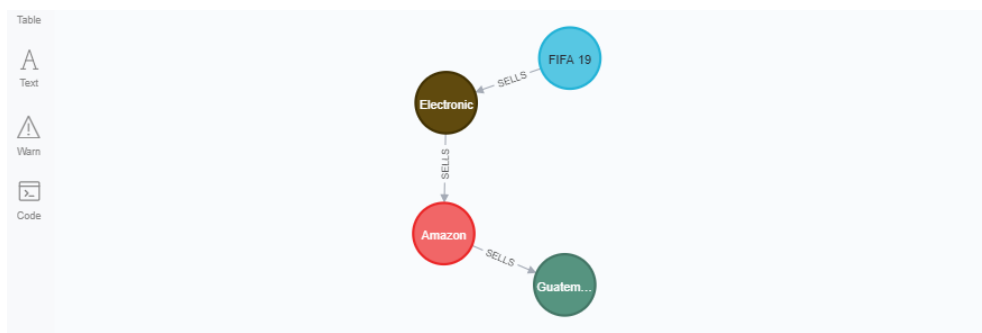 Table
Text
Warn
Code
FIFA 19
SELLS
Electronic
SELLS
Amazon
SELLS
Guatem...